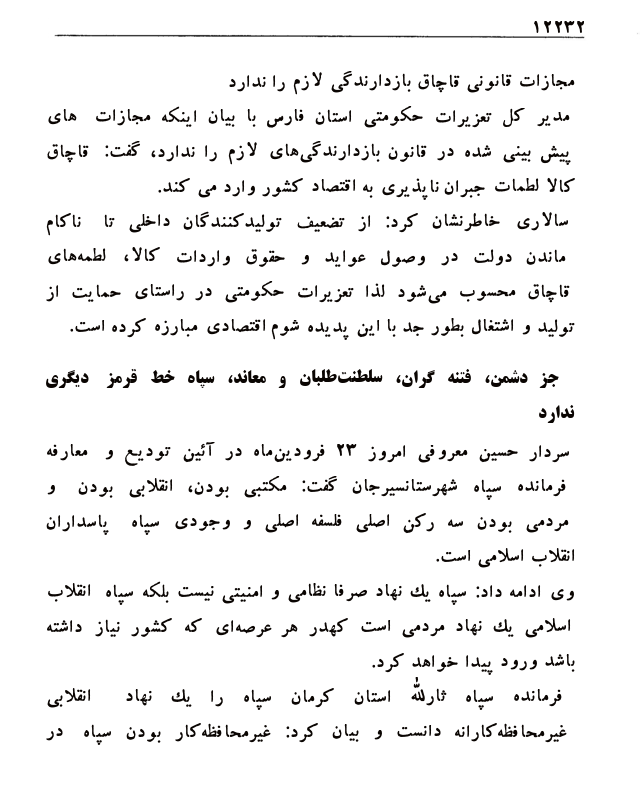 ۱۲۲۳۲
مجازات قانونی قاچاق بازدارندگی لازم را ندارد
مدیر کل تعزیرات حکومتی استان فارس با بیان اینکه مجازات های
پیش بینی شده در قانون بازدارندگی‌های لازم را ندارد، گفت: قاچاق
کالا لطمات جبران ناپذیری به اقتصاد کشور وارد می کند.
سالاری خاطرنشان کرد: از تضعیف تولیدکنندگان داخلی تا ناکام
ماندن دولت در وصول عواید و حقوق واردات کالا، لطمه‌های
قاچاق محسوب می‌شود لذا تعزیرات حکومتی در راستای حمایت از
تولید و اشتغال بطور جد با این پدیده شوم اقتصادی مبارزه کرده است.
جز دشمن، فتنه گران، سلطنت‌طلبان و معاند، سپاه خط قرمز دیگری
ندارد
سردار حسین معروفی امروز ۲۳ فرودین‌ماه در آئین تودیع و معارفه
فرمانده سپاه شهرستانسیرجان گفت: مکتبی بودن، انقلابی بودن و
مردمی بودن سه رکن اصلی فلسفه اصلی و وجودی سپاه پاسداران
انقلاب اسلامی است.
وی ادامه داد: سپاه یك نهاد صرفا نظامی و امنیتی نیست بلکه سپاه انقلاب
اسلامی یك نهاد مردمی است کهدر هر عرصه‌ای که کشور نیاز داشته
باشد ورود پیدا خواهد کرد.
فرمانده سپاه ثارالله استان کرمان سپاه را یك نهاد انقلابی
غیرمحافظه‌کارانه دانست و بیان کرد: غیرمحافظه‌کار بودن سپاه در